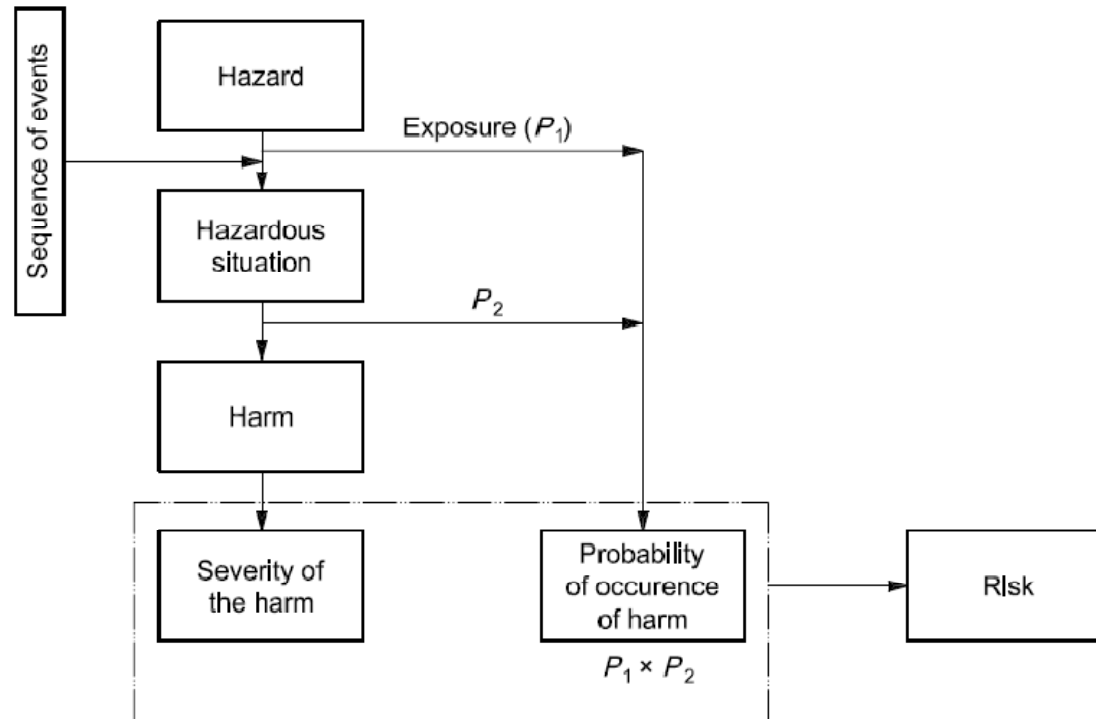 Sequence of events
Hazard
Exposure (P₁)
Hazardous
situation
P₂
Harm
Severity of
the harm
Probability
of occurence
of harm
P₁ × P₂
Risk